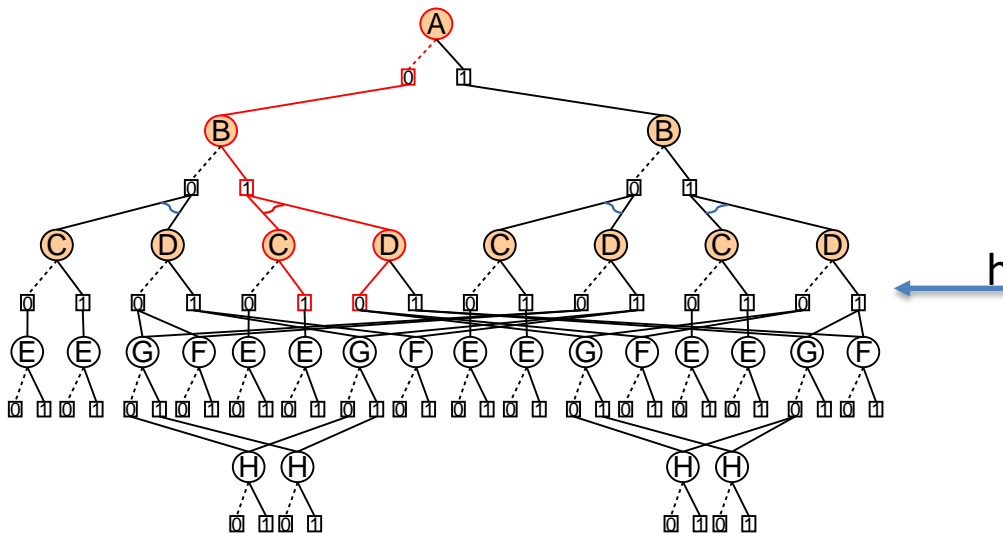 A
0 1
B B
0 1 0 1
C D C D C D C D
h
0 1 0 1 0 1 0 1 0 1 0 1 0 1 0 1
E E G F E E G F E E G F E E G F
0 1 0 1 0 1 0 1 0 1 0 1 0 1 0 1 0 1 0 1 0 1 0 1 0 1 0 1 0 1 0 1
H H H H
0 1 0 1 0 1 0 1